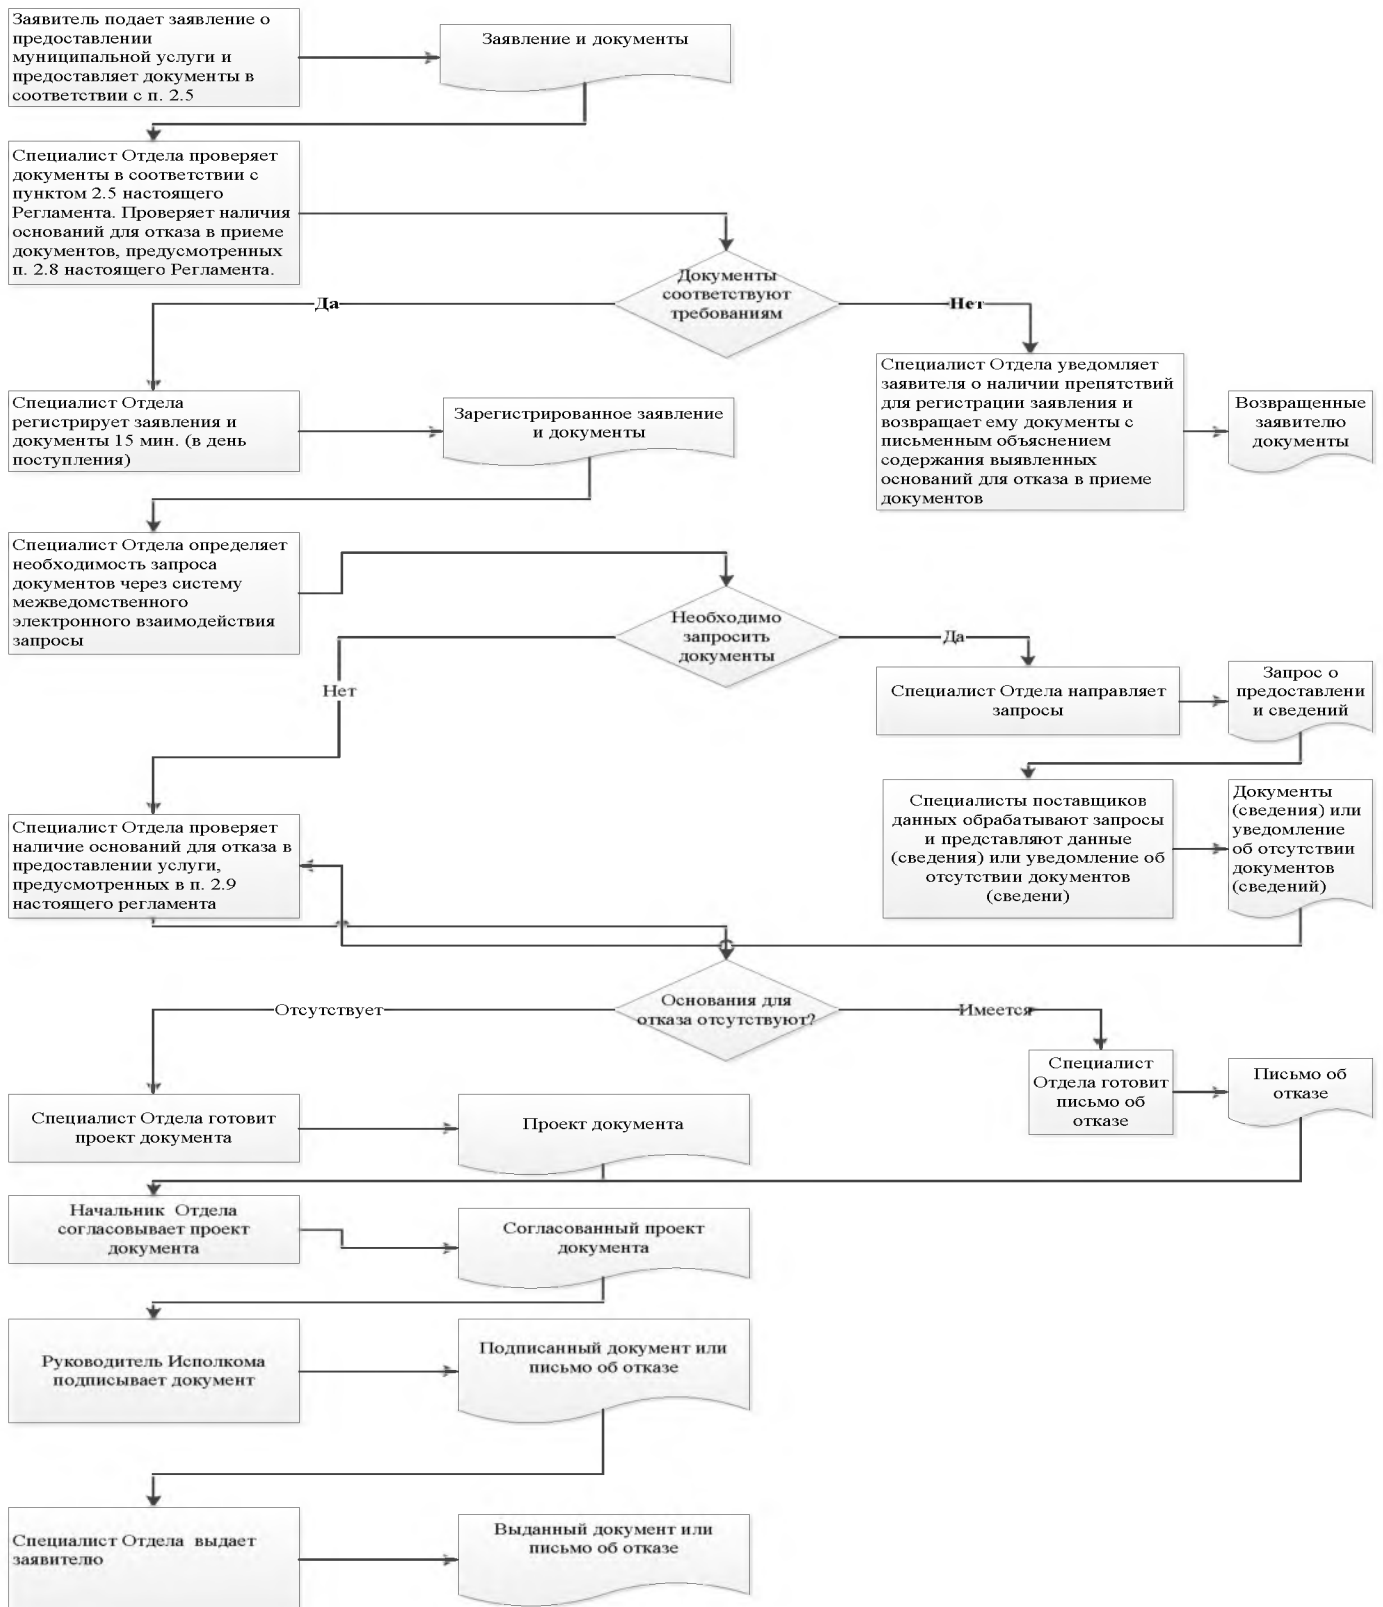 Заявитель подает заявление о
предоставлении
муниципальной услуги и
предоставляет документы в
соответствии с п. 2.5
Заявление и документы
Специалист Отдела проверяет
документы в соответствии с
пунктом 2.5 настоящего
Регламента. Проверяет наличия
оснований для отказа в приеме
документов, предусмотренных
п. 2.8 настоящего Регламента.
Документы
соответствуют
требованиям
Да
Нет
Специалист Отдела
регистрирует заявления и
документы 15 мин. (в день
поступления)
Зарегистрированное заявление
и документы
Специалист Отдела уведомляет
заявителя о наличии препятствий
для регистрации заявления и
возвращает ему документы с
письменным объяснением
содержания выявленных
оснований для отказа в приеме
документов
Возвращенные
заявителю
документы
Специалист Отдела определяет
необходимость запроса
документов через систему
межведомственного
электронного взаимодействия
запросы
Необходимо
запросить
документы
Да
Нет
Специалист Отдела направляет
запросы
Запрос о
предоставлени
и сведений
Специалисты поставщиков
данных обрабатывают запросы
и представляют данные
(сведения) или уведомление об
отсутствии документов
(сведени)
Документы
(сведения) или
уведомление
об отсутствии
документов
(сведений)
Специалист Отдела проверяет
наличие оснований для отказа в
предоставлении услуги,
предусмотренных в п. 2.9
настоящего регламента
Основания для
отказа отсутствуют?
Отсутствует
Имеется
Специалист
Отдела готовит
письмо об
отказе
Письмо об
отказе
Специалист Отдела готовит
проект документа
Проект документа
Начальник  Отдела
согласовывает проект
документа
Согласованный проект
документа
Руководитель Исполкома
подписывает документ
Подписанный документ или
письмо об отказе
Специалист Отдела  выдает
заявителю
Выданный документ или
письмо об отказе